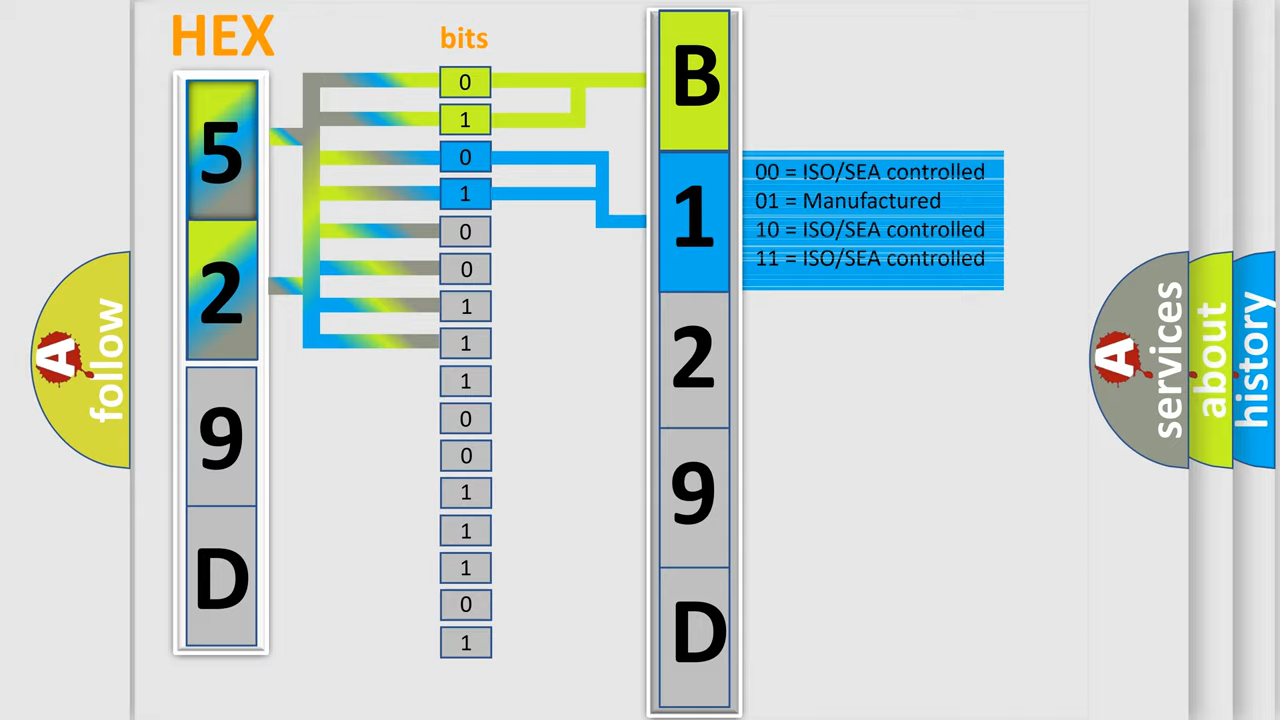 HEX
bits
5
2
9
D
0
1
0
1
0
0
1
1
1
0
0
1
1
1
0
1
B
1
2
9
D
00 = ISO/SEA controlled
01 = Manufactured
10 = ISO/SEA controlled
11 = ISO/SEA controlled
A
follow
A
services
about
history